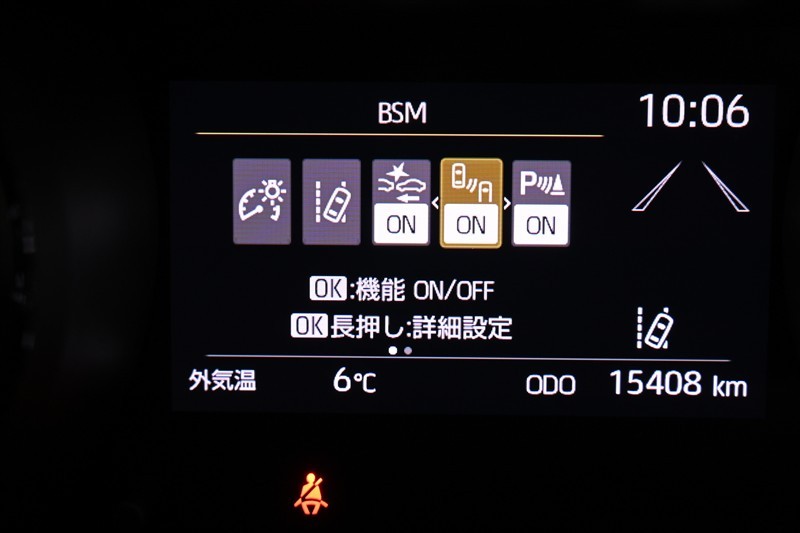 BSM 10:06
ON ON P ON
OK:機能 ON/OFF
OK長押し:詳細設定
外気温 6℃ ODO 15408 km